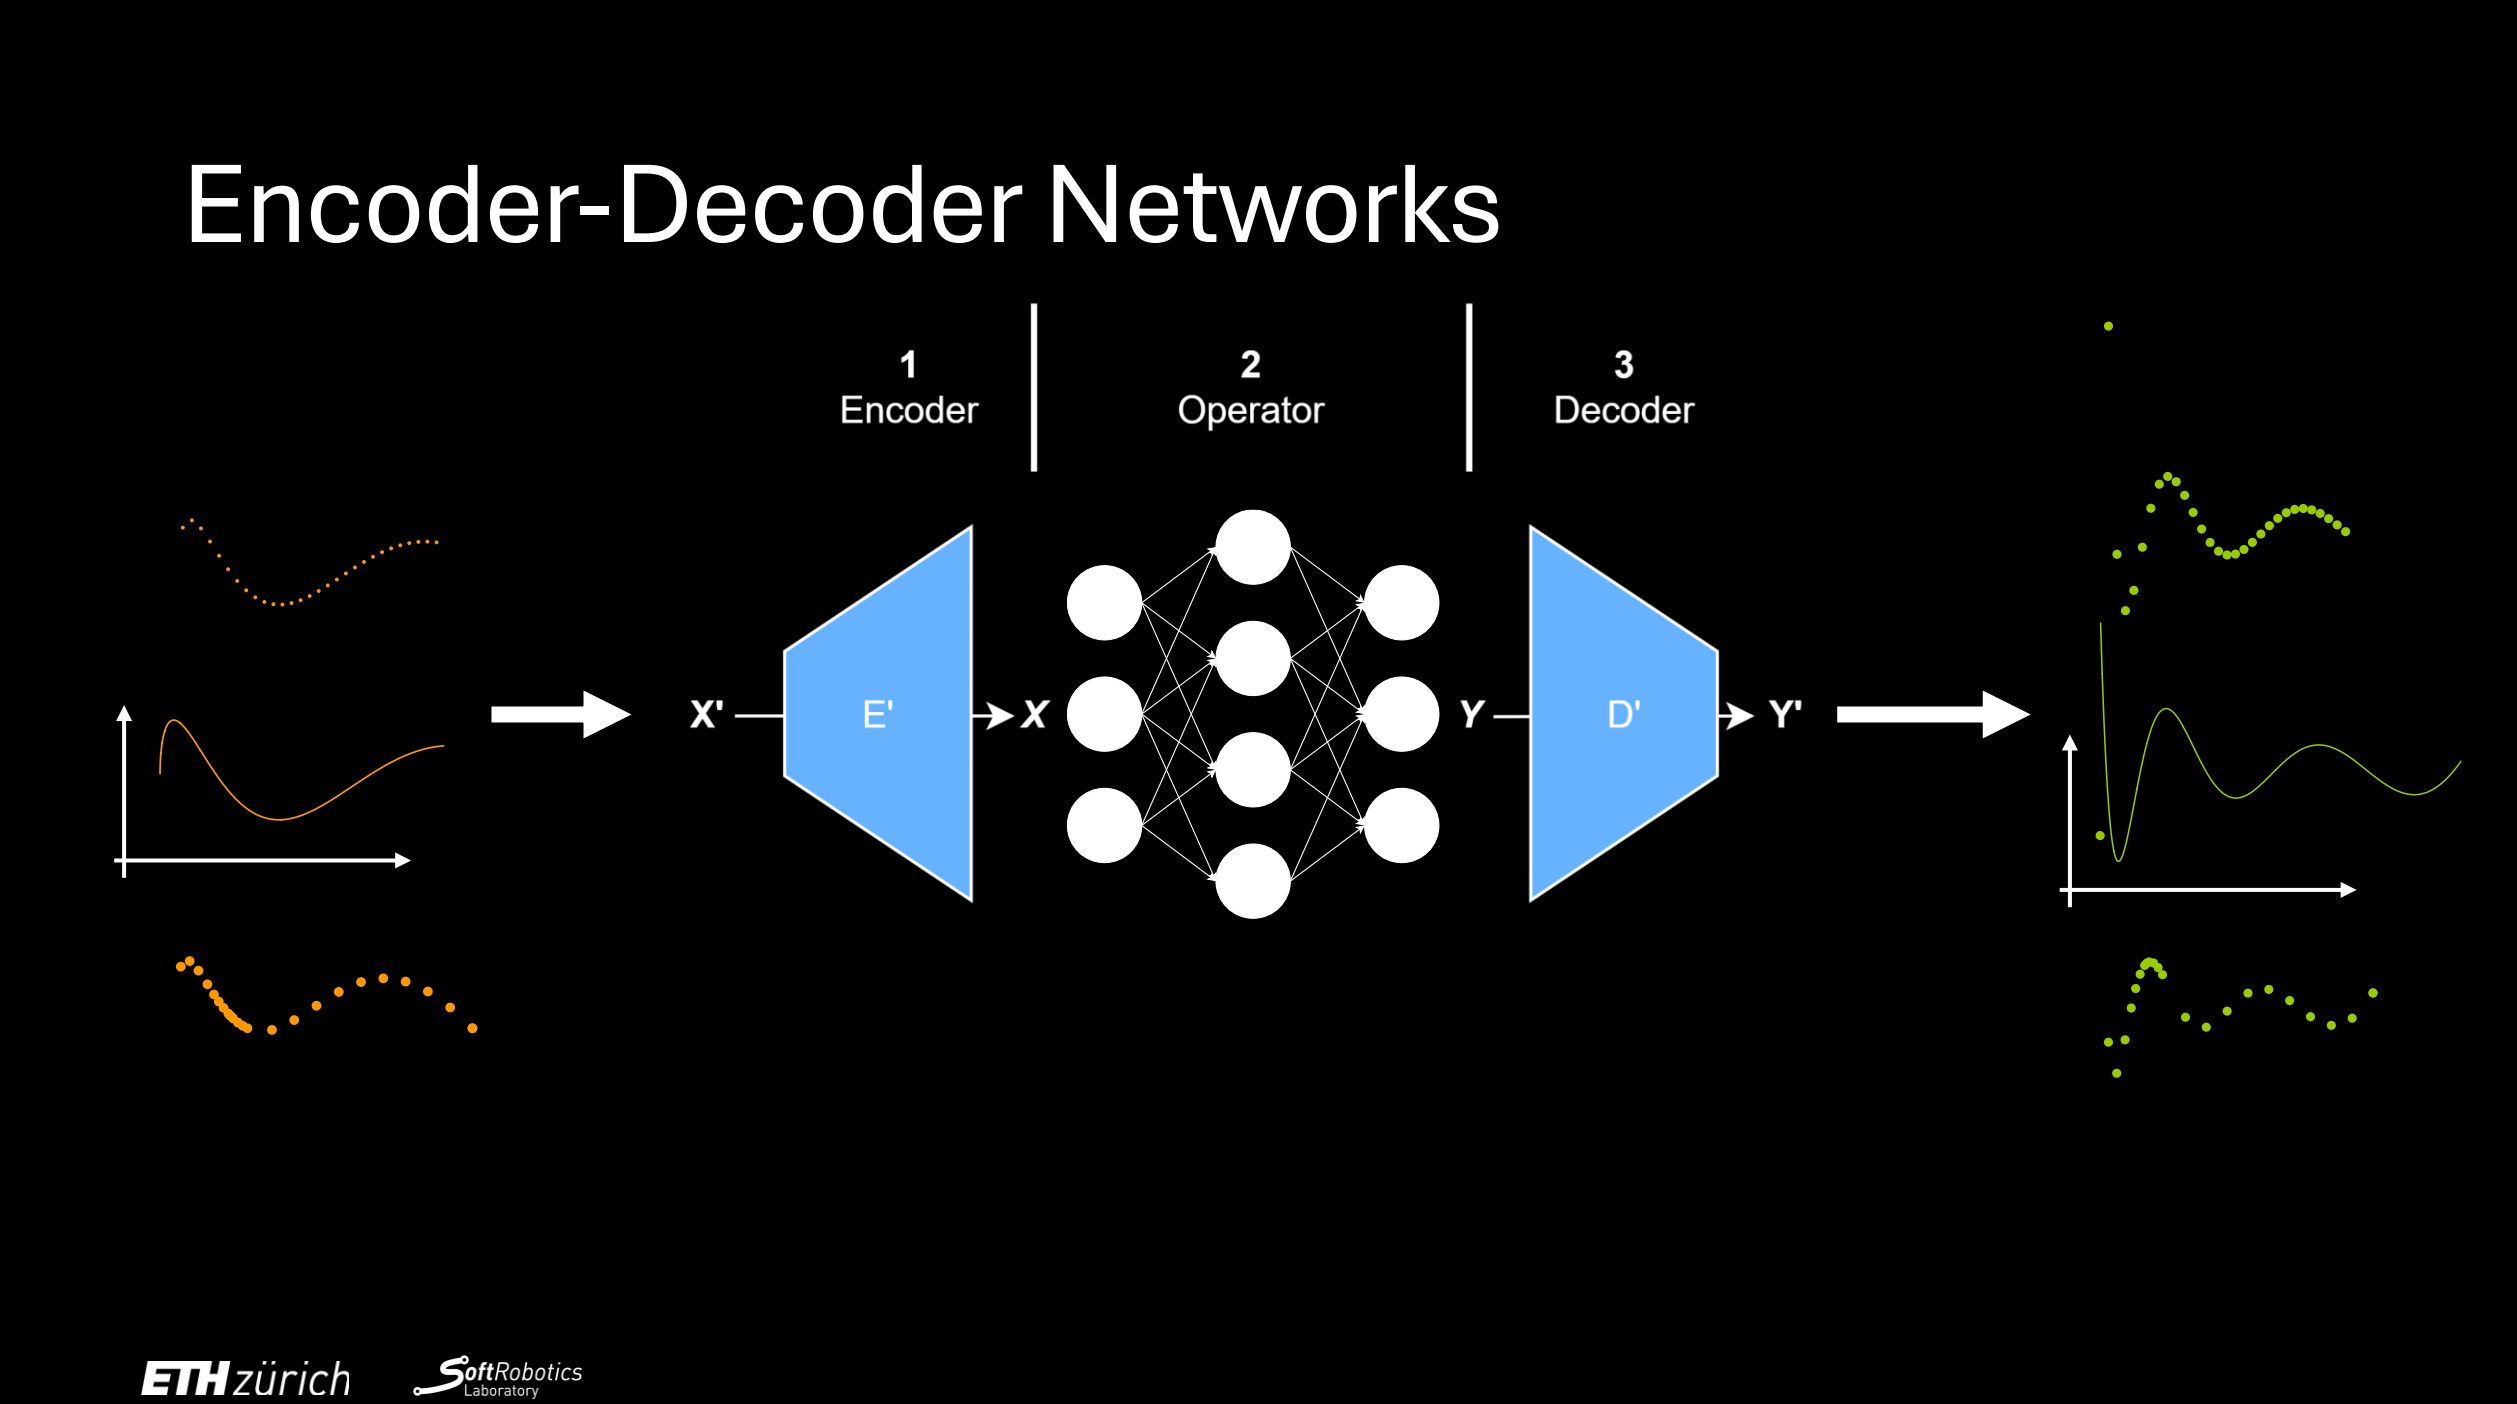 Encoder-Decoder Networks
1
Encoder
2
Operator
3
Decoder
X'
E'
X
Y
D'
Y'
ETH zürich
SoftRobotics
Laboratory